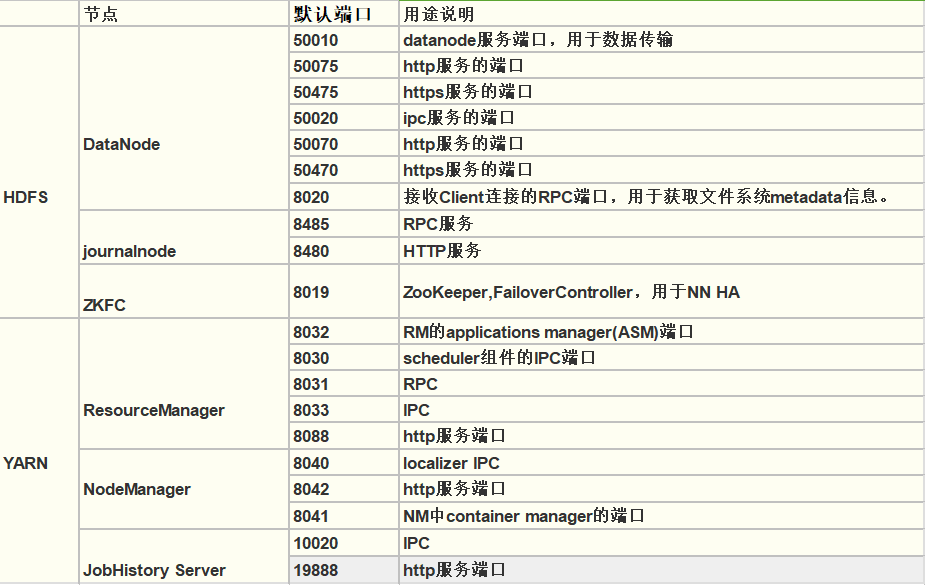 节点 默认端口 用途说明
50010 datanode服务端口，用于数据传输
50075 http服务的端口
50475 https服务的端口
50020 ipc服务的端口
DataNode 50070 http服务的端口
50470 https服务的端口
HDFS 8020 接收Client连接的RPC端口，用于获取文件系统metadata信息。
8485 RPC服务
journalnode 8480 HTTP服务
8019 ZooKeeper,FailoverController，用于NN HA
ZKFC
8032 RM的applications manager(ASM)端口
8030 scheduler组件的IPC端口
8031 RPC
ResourceManager 8033 IPC
8088 http服务端口
YARN 8040 localizer IPC
NodeManager 8042 http服务端口
8041 NM中container manager的端口
10020 IPC
JobHistory Server 19888 http服务端口